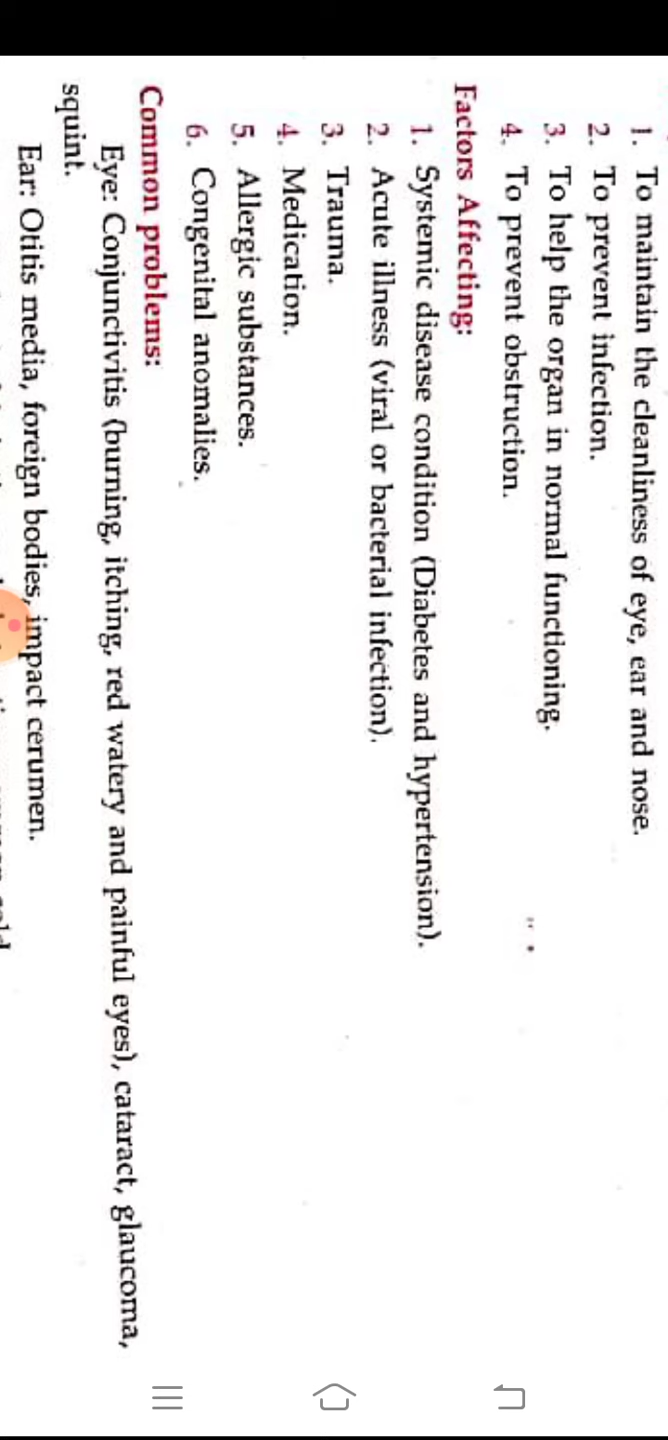 1. To maintain the cleanliness of eye, ear and nose.
2. To prevent infection.
3. To help the organ in normal functioning.
4. To prevent obstruction.
Factors Affecting:
1. Systemic disease condition (Diabetes and hypertension).
2. Acute illness (viral or bacterial infection).
3. Trauma.
4. Medication.
5. Allergic substances.
6. Congenital anomalies.
Common problems:
Eye: Conjunctivitis (burning, itching, red watery and painful eyes), cataract, glaucoma,
squint.
Ear: Otitis media, foreign bodies, impact cerumen.